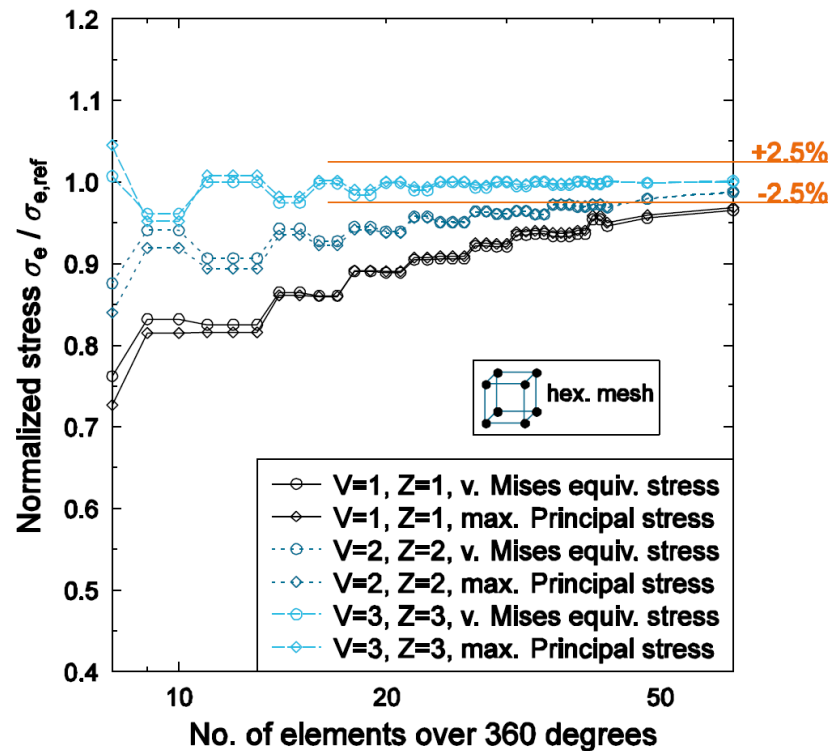 1.2
1.1
1.0
0.9
0.8
0.7
0.6
0.5
0.4
Normalized stress σe / σe,ref
+2.5%
-2.5%
hex. mesh
V=1, Z=1, v. Mises equiv. stress
V=1, Z=1, max. Principal stress
V=2, Z=2, v. Mises equiv. stress
V=2, Z=2, max. Principal stress
V=3, Z=3, v. Mises equiv. stress
V=3, Z=3, max. Principal stress
10 20 50
No. of elements over 360 degrees